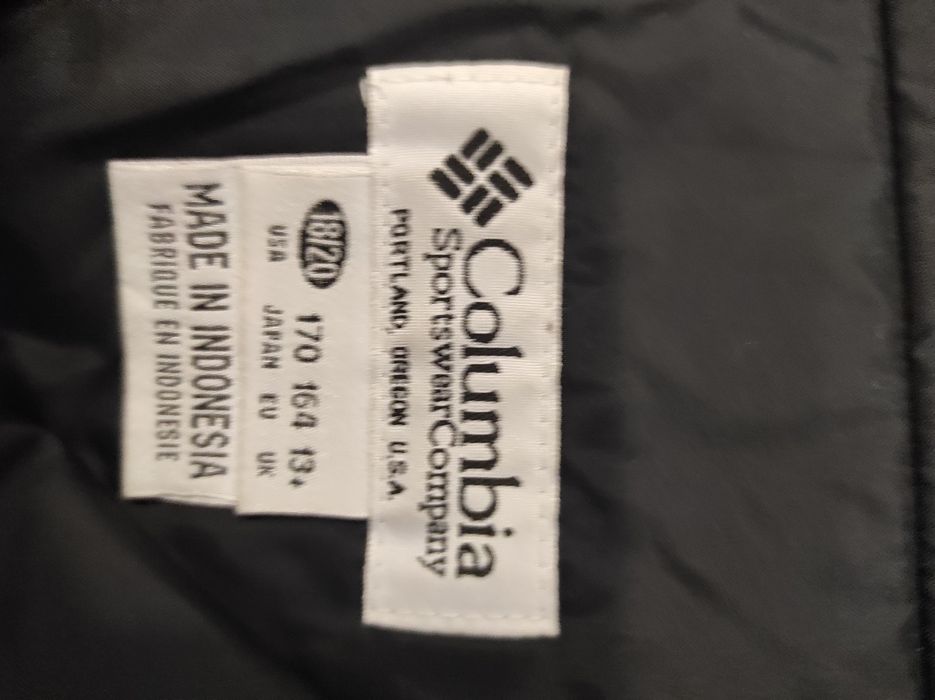 Columbia
SportswearCompany
PORTLAND, OREGON U.S.A.
18/20 170 164 13+
USA JAPAN EU UK
MADE IN INDONESIA
FABRIQUE EN INDONESIE